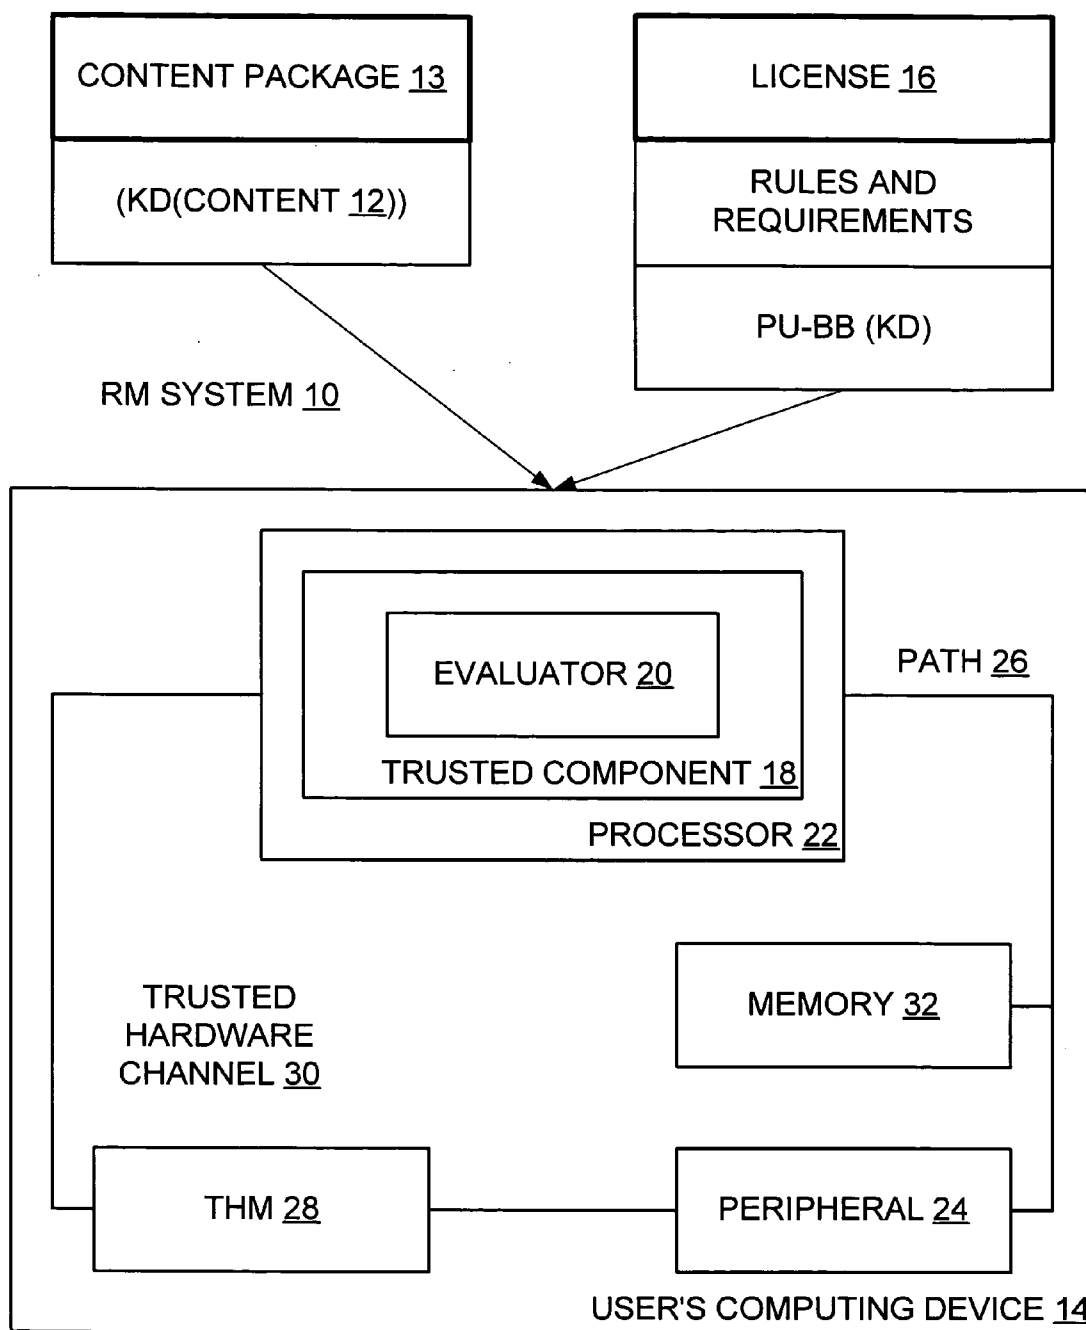 CONTENT PACKAGE 13
(KD(CONTENT 12))
LICENSE 16
RULES AND
REQUIREMENTS
PU-BB (KD)
RM SYSTEM 10
EVALUATOR 20
TRUSTED COMPONENT 18
PROCESSOR 22
PATH 26
MEMORY 32
TRUSTED
HARDWARE
CHANNEL 30
THM 28
PERIPHERAL 24
USER'S COMPUTING DEVICE 14